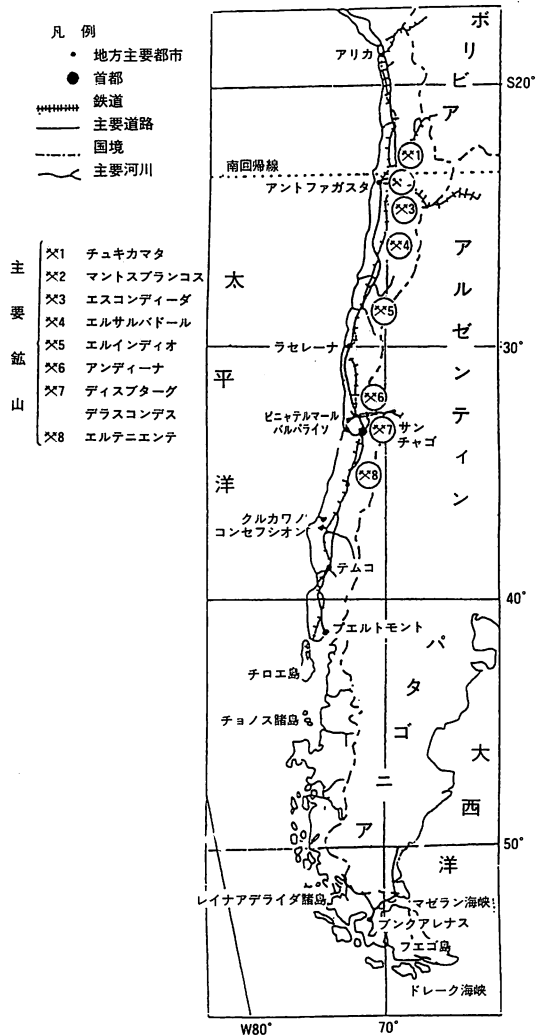 凡 例
地方主要都市
首都
鉄道
主要道路
国境
主要河川
主要鉱山
1 チュキカマタ
2 マントスブランコス
3 エスコンディーダ
4 エルサルバドール
5 エルインディオ
6 アンディーナ
7 ディスプターグ
デラスコンデス
8 エルテニエンテ
ボリビア
アリカ
S20°
1
南回帰線
アントファガスタ
3
4
アルゼンティン
太平洋
5
ラセレーナ
30°
6
ビニャデルマール
バルパライソ
7
サン
チャゴ
8
クルカワノ
コンセフシオン
テムコ
40°
プエルトモント
パタゴニア
チロエ島
チョノス諸島
大西洋
50°
レイナアデライダ諸島
マゼラン海峡
プンクアレナス
フエゴ島
ドレーク海峡
W80°
70°